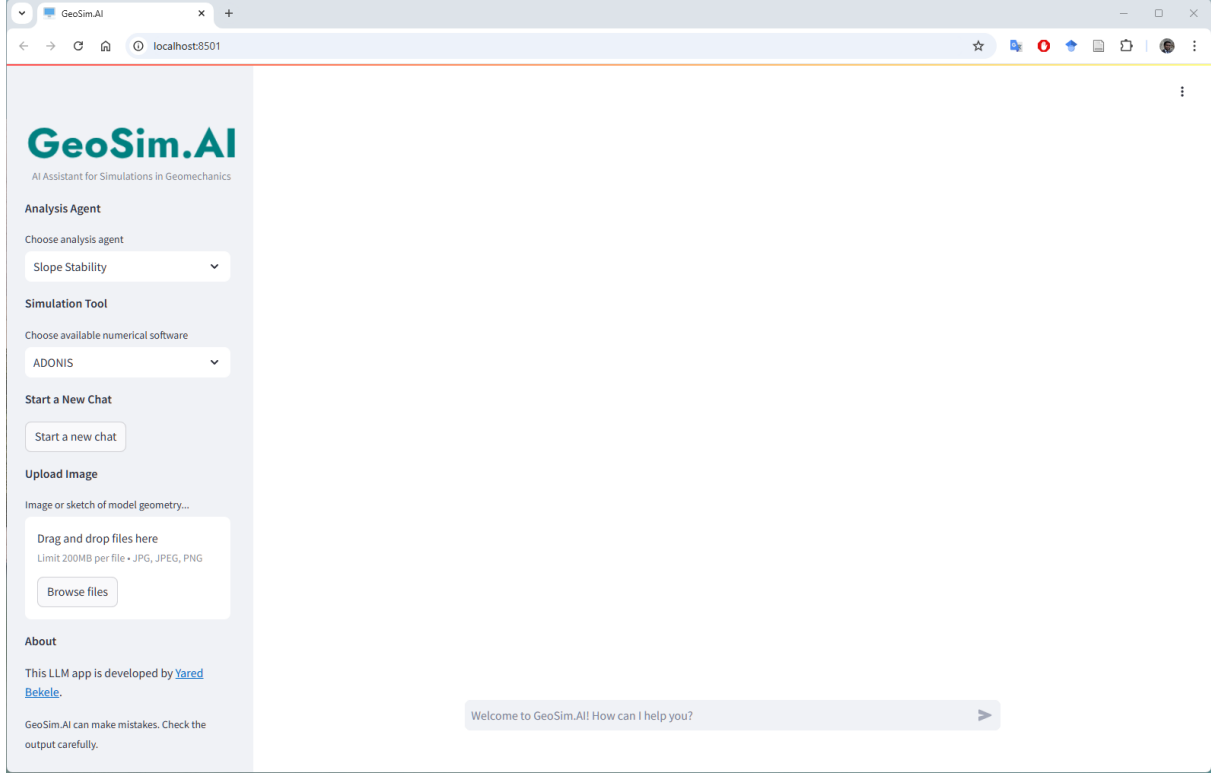 GeoSim.AI
localhost:8501
GeoSim.AI
AI Assistant for Simulations in Geomechanics
Analysis Agent
Choose analysis agent
Slope Stability
Simulation Tool
Choose available numerical software
ADONIS
Start a New Chat
Start a new chat
Upload Image
Image or sketch of model geometry...
Drag and drop files here
Limit 200MB per file • JPG, JPEG, PNG
Browse files
About
This LLM app is developed by Yared
Bekele.
GeoSim.AI can make mistakes. Check the
output carefully.
Welcome to GeoSim.AI! How can I help you?